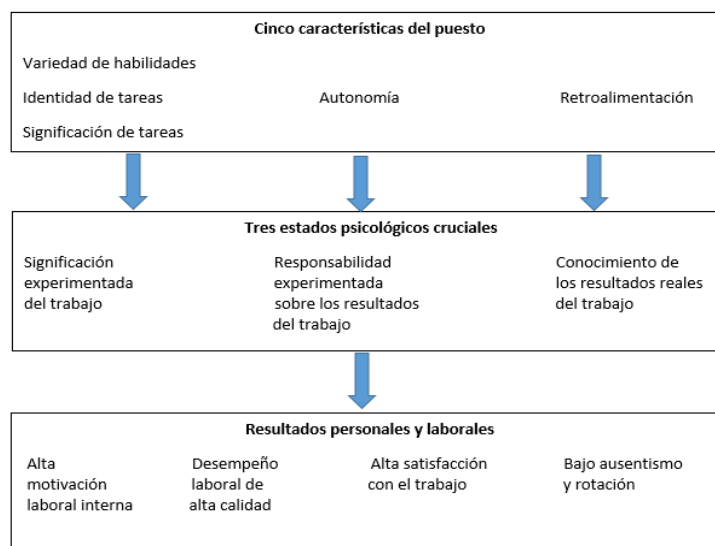 Cinco características del puesto
Variedad de habilidades
Identidad de tareas
Autonomía
Retroalimentación
Significación de tareas
Tres estados psicológicos cruciales
Significación
experimentada
del trabajo
Responsabilidad
experimentada
sobre los resultados
del trabajo
Conocimiento de
los resultados reales
del trabajo
Resultados personales y laborales
Alta
motivación
laboral interna
Desempeño
laboral de
alta calidad
Alta satisfacción
con el trabajo
Bajo ausentismo
y rotación